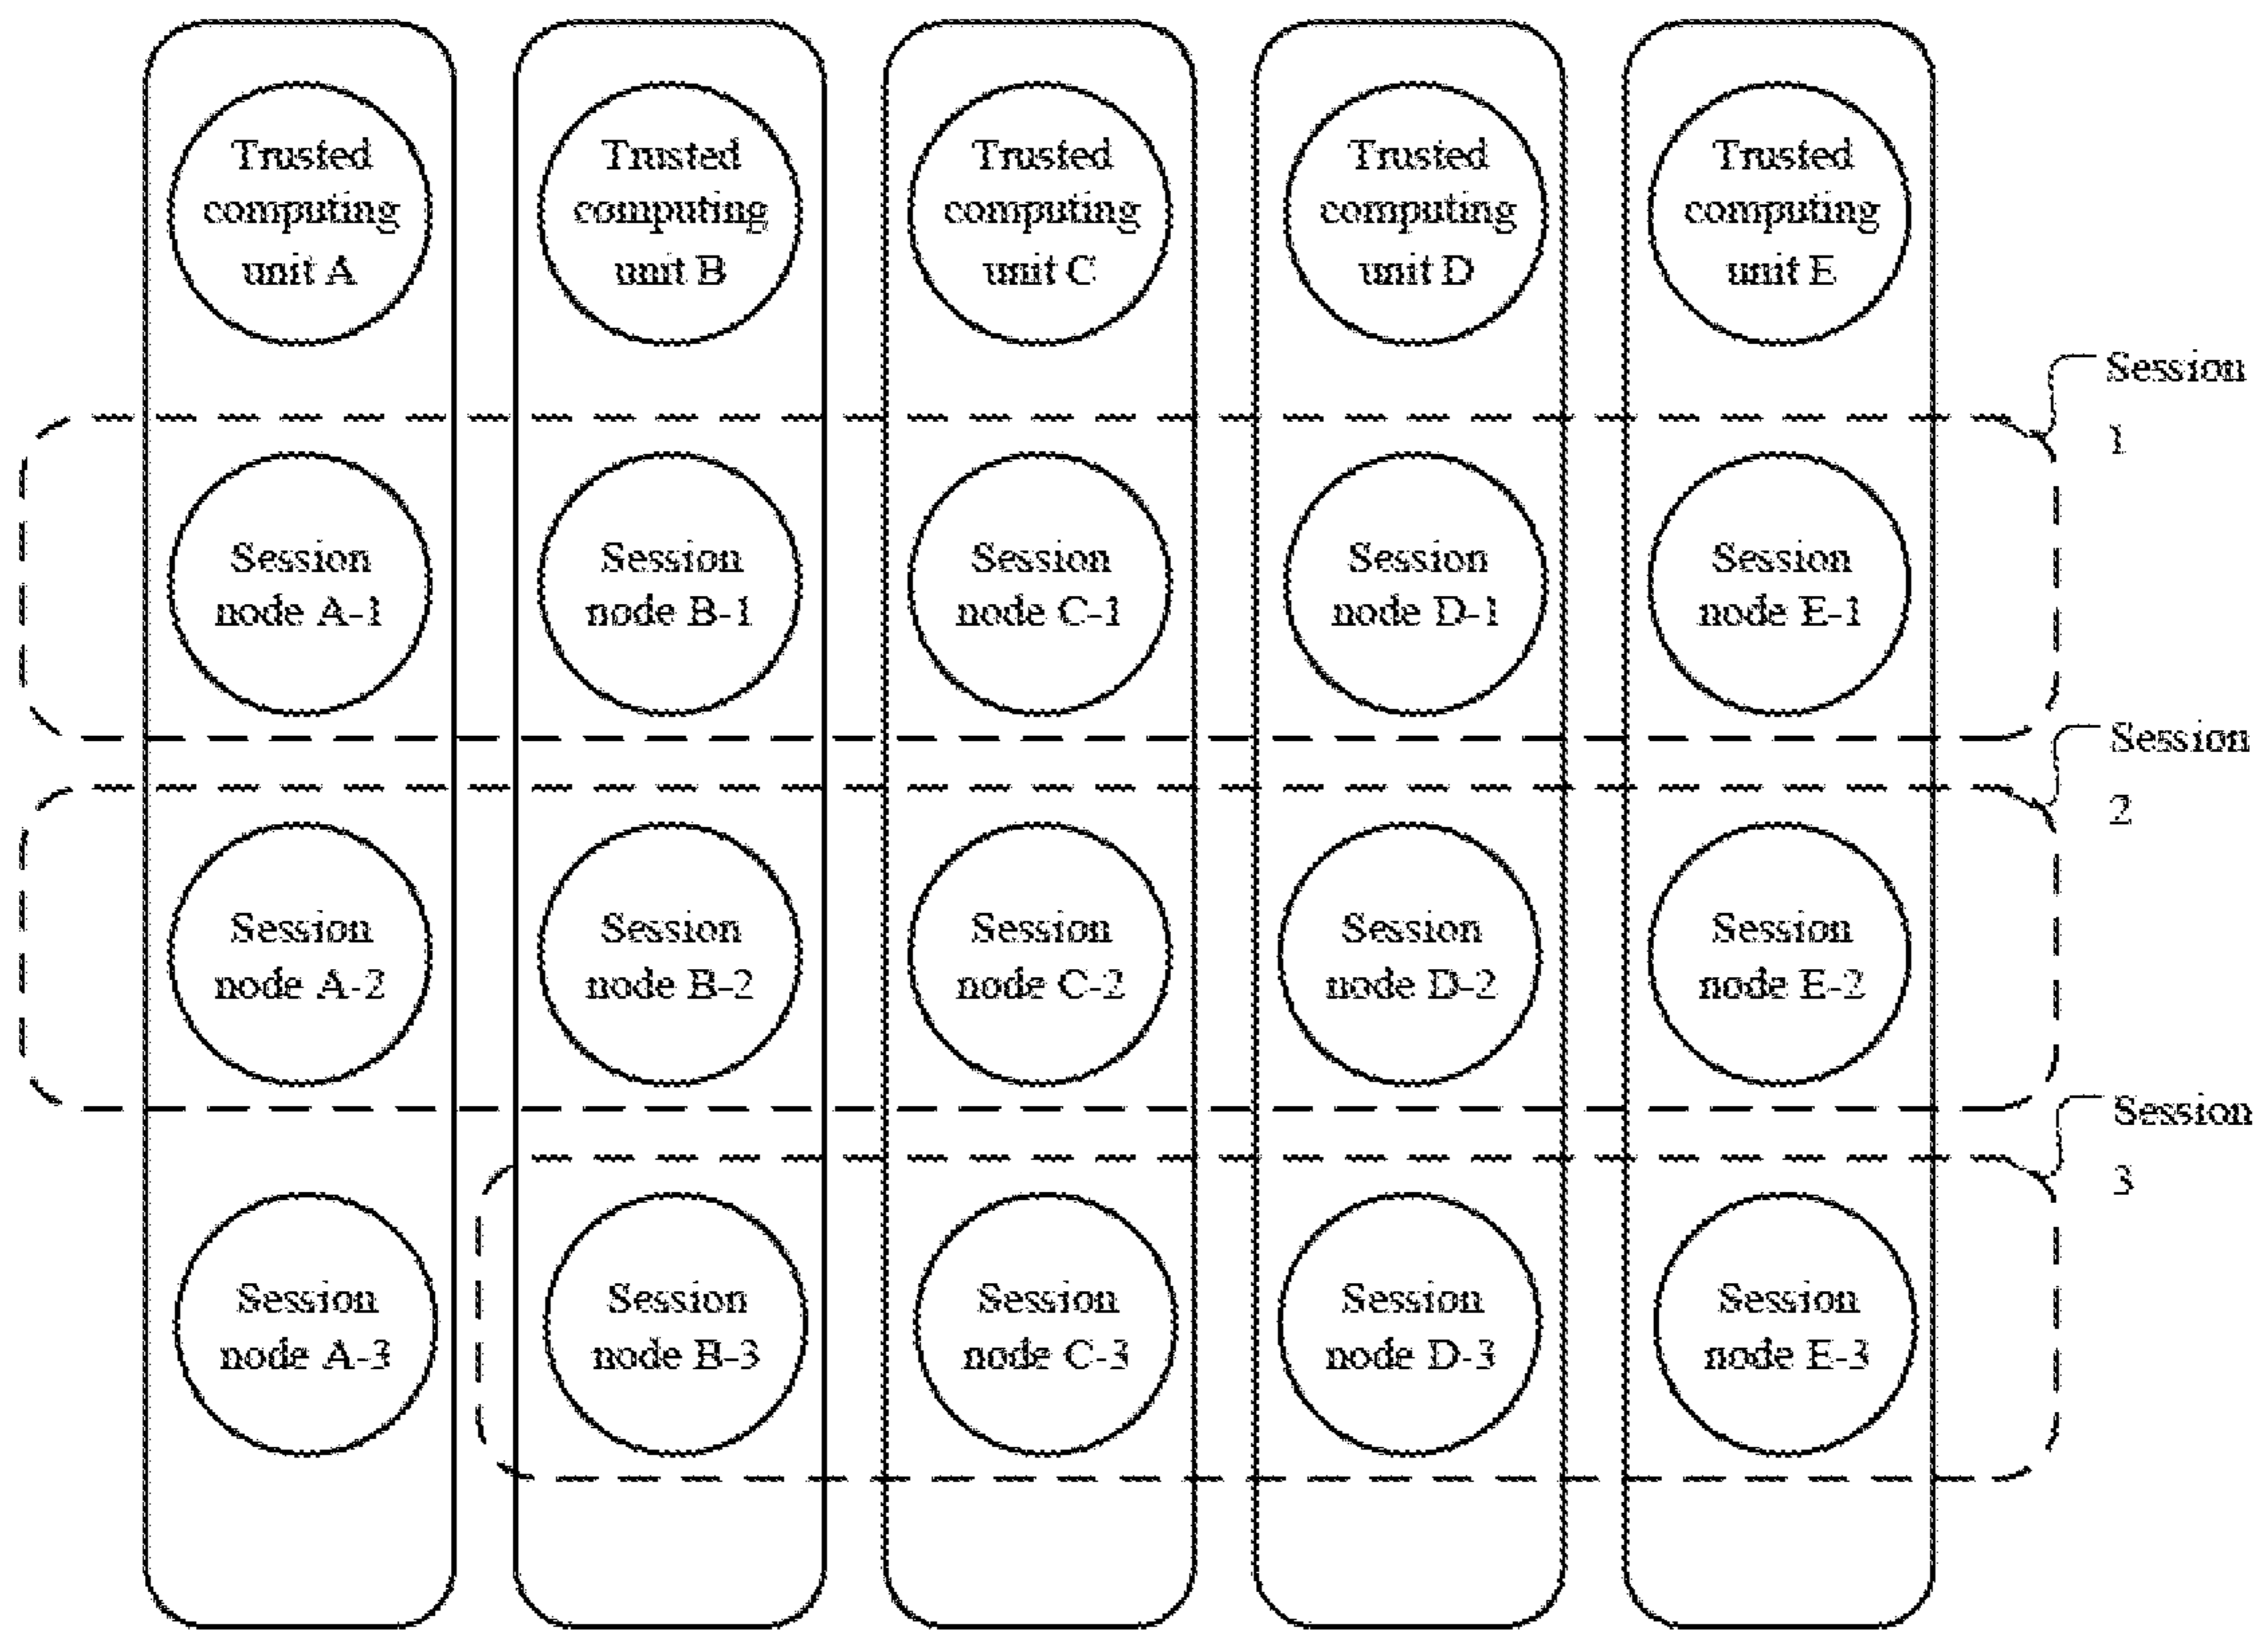 Trusted
computing
unit A
Trusted
computing
unit B
Trusted
computing
unit C
Trusted
computing
unit D
Trusted
computing
unit E
Session
1
Session
node A-1
Session
node B-1
Session
node C-1
Session
node D-1
Session
node E-1
Session
2
Session
node A-2
Session
node B-2
Session
node C-2
Session
node D-2
Session
node E-2
Session
3
Session
node A-3
Session
node B-3
Session
node C-3
Session
node D-3
Session
node E-3